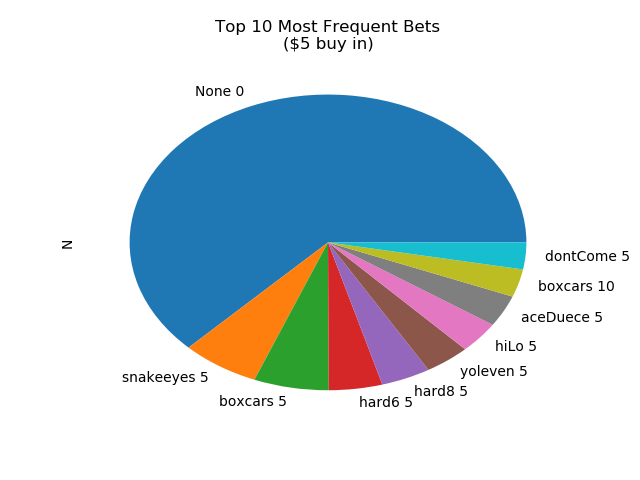 Top 10 Most Frequent Bets
($5 buy in)
None 0
N
dontCome 5
boxcars 10
aceDuece 5
hiLo 5
yoleven 5
hard8 5
hard6 5
boxcars 5
snakeeyes 5